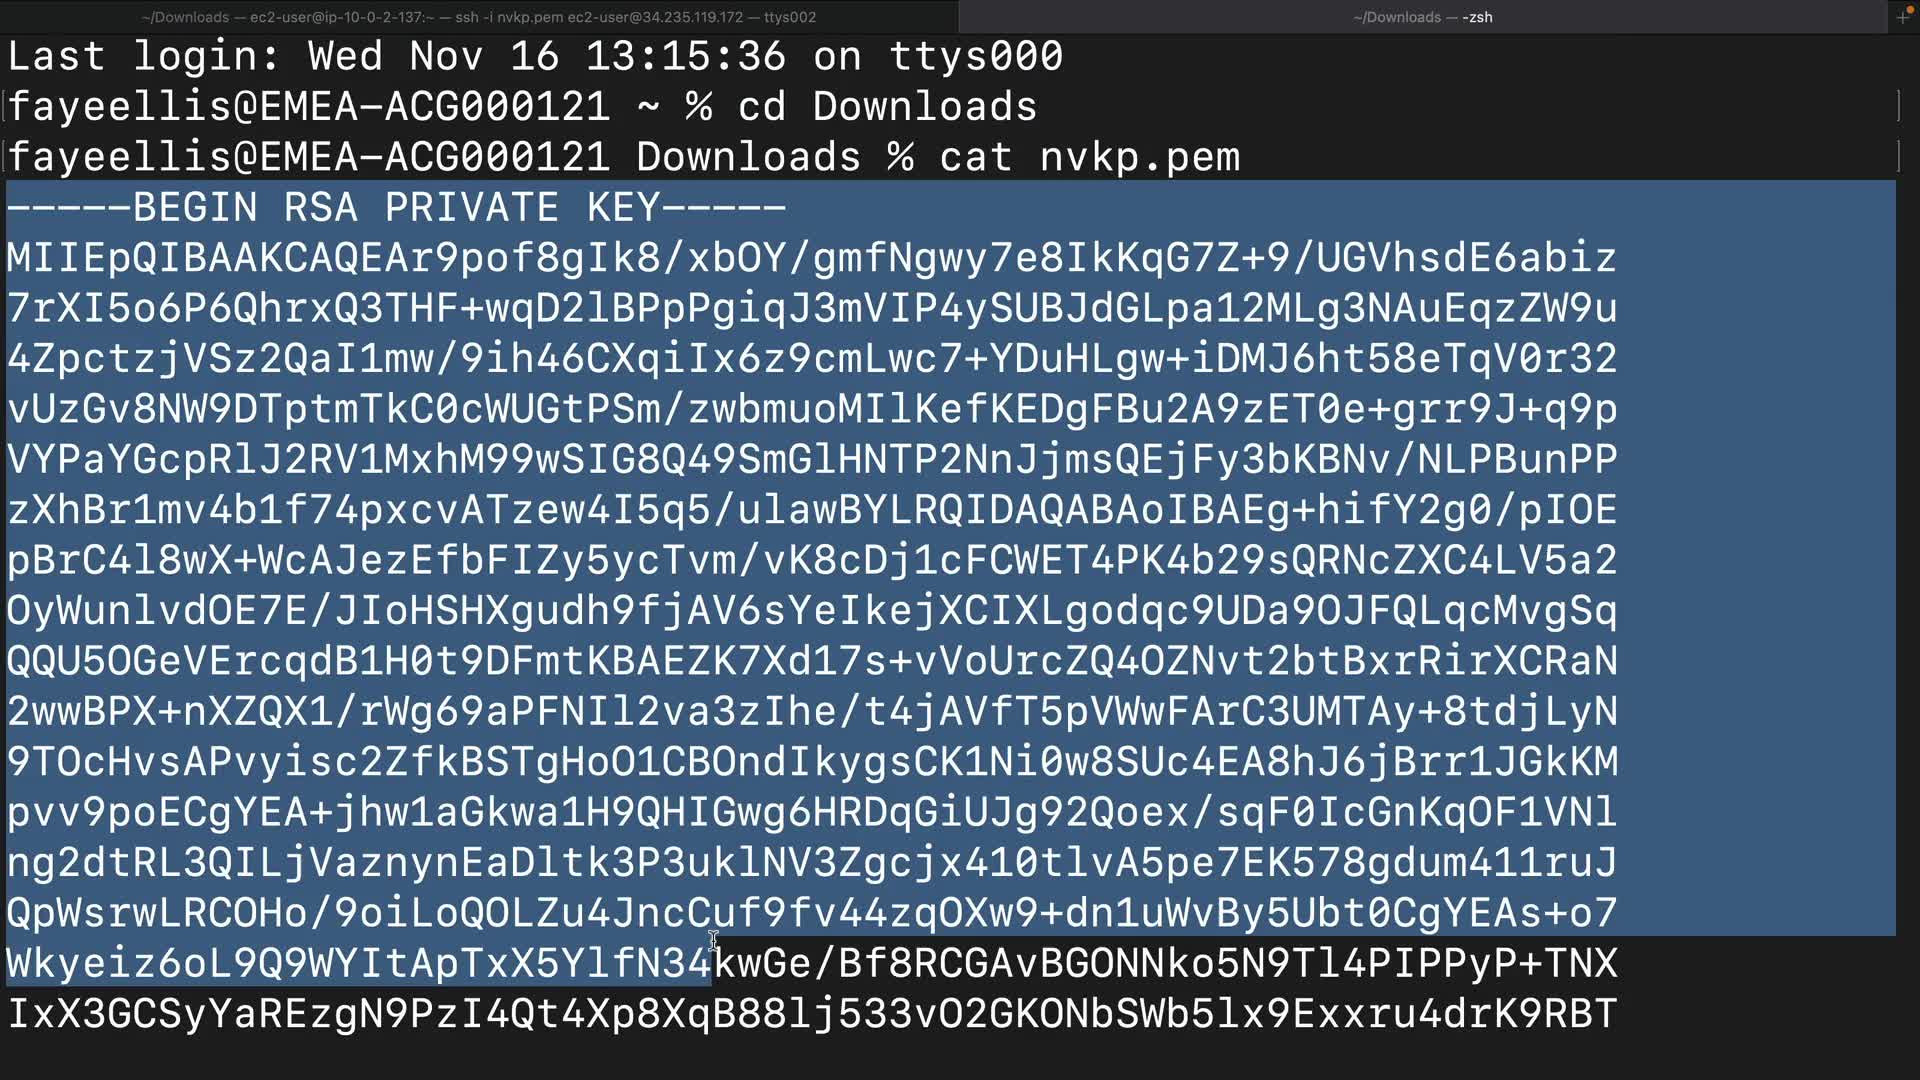 ~/Downloads — ec2-user@ip-10-0-2-137:~ — ssh -i nvkp.pem ec2-user@34.235.119.172 — ttys002
~/Downloads — -zsh
Last login: Wed Nov 16 13:15:36 on ttys000
fayeellis@EMEA-ACG000121 ~ % cd Downloads
fayeellis@EMEA-ACG000121 Downloads % cat nvkp.pem
-----BEGIN RSA PRIVATE KEY-----
MIIEpQIBAAKCAQEAr9pof8gIk8/xbOY/gmfNgwy7e8IkKqG7Z+9/UGVhsdE6abiz
7rXI5o6P6QhrxQ3THF+wqD2lBPpPgiqJ3mVIP4ySUBJdGLpa12MLg3NAuEqzZW9u
4ZpctzjVSz2QaI1mw/9ih46CXqiIx6z9cmLwc7+YDuHLgw+iDMJ6ht58eTqV0r32
vUzGv8NW9DTptmTkC0cWUGtPSm/zwbmuoMIlKefKEDgFBu2A9zET0e+grr9J+q9p
VYPaYGcpRlJ2RV1MxhM99wSIG8Q49SmGlHNTP2NnJjmsQEjFy3bKBNv/NLPBunPP
zXhBr1mv4b1f74pxcvATzew4I5q5/ulawBYLRQIDAQABAoIBAEg+hifY2g0/pIOE
pBrC4l8wX+WcAJezEfbFIZy5ycTvm/vK8cDj1cFCWET4PK4b29sQRNcZXC4LV5a2
OyWunlvdOE7E/JIoHSHXgudh9fjAV6sYeIkejXCIXLgodqc9UDa9OJFQLqcMvgSq
QQU5OGeVErcqdB1H0t9DFmtKBAEZK7Xd17s+vVoUrcZQ4OZNvt2btBxrRirXCRaN
2wwBPX+nXZQX1/rWg69aPFNIl2va3zIhe/t4jAVfT5pVWwFArC3UMTAy+8tdjLyN
9TOcHvsAPvyisc2ZfkBSTgHoO1CBOndIkygsCK1Ni0w8SUc4EA8hJ6jBrr1JGkKM
pvv9poECgYEA+jhw1aGkwa1H9QHIGwg6HRDqGiUJg92Qoex/sqF0IcGnKqOF1VNl
ng2dtRL3QILjVaznynEaDltk3P3uklNV3Zgcjx410tlvA5pe7EK578gdum411ruJ
QpWsrwLRCOHo/9oiLoQOLZu4JncCuf9fv44zqOXw9+dn1uWvBy5Ubt0CgYEAs+o7
Wkyeiz6oL9Q9WYItApTxX5YlfN34kwGe/Bf8RCGAvBGONNko5N9Tl4PIPPyP+TNX
IxX3GCSyYaREzgN9PzI4Qt4Xp8XqB88lj533vO2GKONbSWb5lx9Exxru4drK9RBT